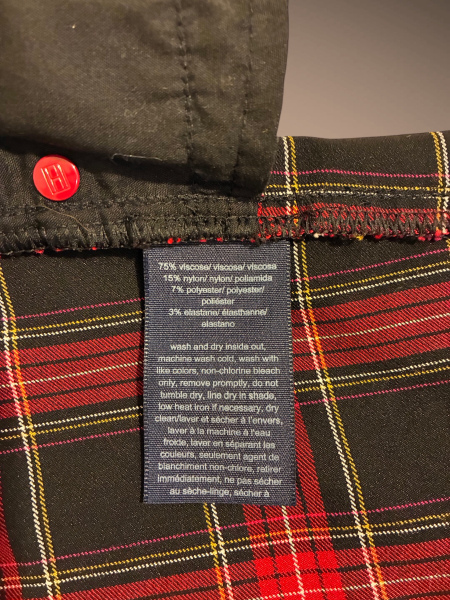 75% viscose/ viscose/ viscosa
15% nylon/ nylon/ poliamida
7% polyester/ polyester/
poliéster
3% elastane/ élasthanne/
elastano
wash and dry inside out,
machine wash cold, wash with
like colors, non-chlorine bleach
only, remove promptly, do not
tumble dry, line dry in shade,
low heat iron if necessary, dry
clean/laver et sécher à l'envers,
laver à la machine à l'eau
froide, laver en séparant les
couleurs, seulement agent de
blanchiment non-chlore, retirer
immédiatement, ne pas sécher
au sèche-linge, sécher à